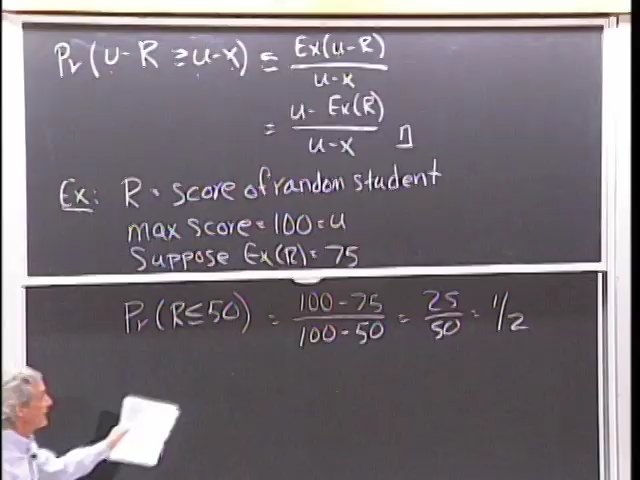 Pr(u-R ≥ u-x) ≤ Ex(u-R) / u-x
= u - Ex(R) / u-x
Ex: R = score of random student
max score = 100 = u
Suppose Ex(R) = 75
Pr(R≤50) = 100-75 / 100-50 = 25/50 = 1/2